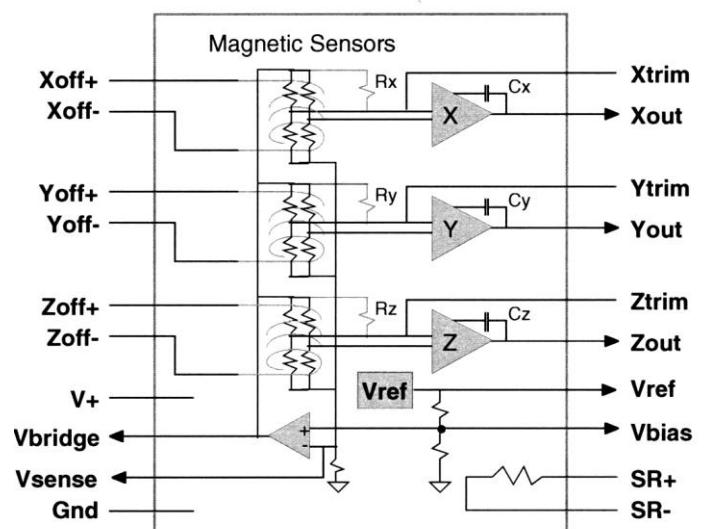 Magnetic Sensors
Xoff+
Rx
Cx
Xtrim
Xoff-
X
Xout
Yoff+
Ry
Cy
Ytrim
Yoff-
Y
Yout
Zoff+
Rz
Cz
Ztrim
Zoff-
Z
Zout
V+
Vref
Vref
Vbridge
+
-
Vbias
Vsense
SR+
Gnd
SR-